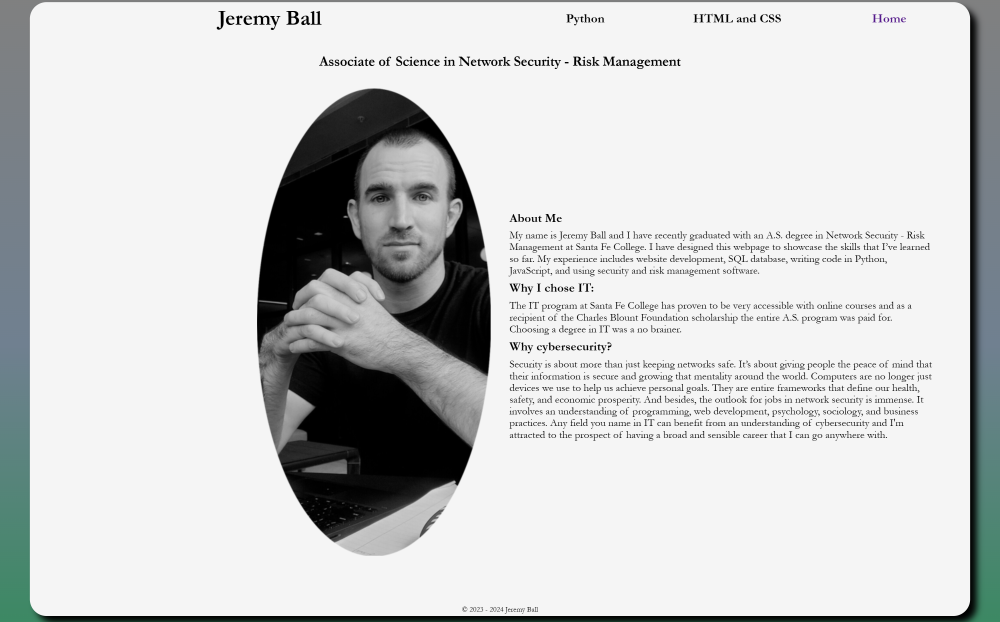 Jeremy Ball
Python
HTML and CSS
Home
Associate of Science in Network Security - Risk Management
About Me
My name is Jeremy Ball and I have recently graduated with an A.S. degree in Network Security - Risk
Management at Santa Fe College. I have designed this webpage to showcase the skills that I've learned
so far. My experience includes website development, SQL database, writing code in Python,
JavaScript, and using security and risk management software.
Why I chose IT:
The IT program at Santa Fe College has proven to be very accessible with online courses and as a
recipient of the Charles Blount Foundation scholarship the entire A.S. program was paid for.
Choosing a degree in IT was a no brainer.
Why cybersecurity?
Security is about more than just keeping networks safe. It's about giving people the peace of mind that
their information is secure and growing that mentality around the world. Computers are no longer just
devices we use to help us achieve personal goals. They are entire frameworks that define our health,
safety, and economic prosperity. And besides, the outlook for jobs in network security is immense. It
involves an understanding of programming, web development, psychology, sociology, and business
practices. Any field you name in IT can benefit from an understanding of cybersecurity and I'm
attracted to the prospect of having a broad and sensible career that I can go anywhere with.
© 2023 - 2024 Jeremy Ball